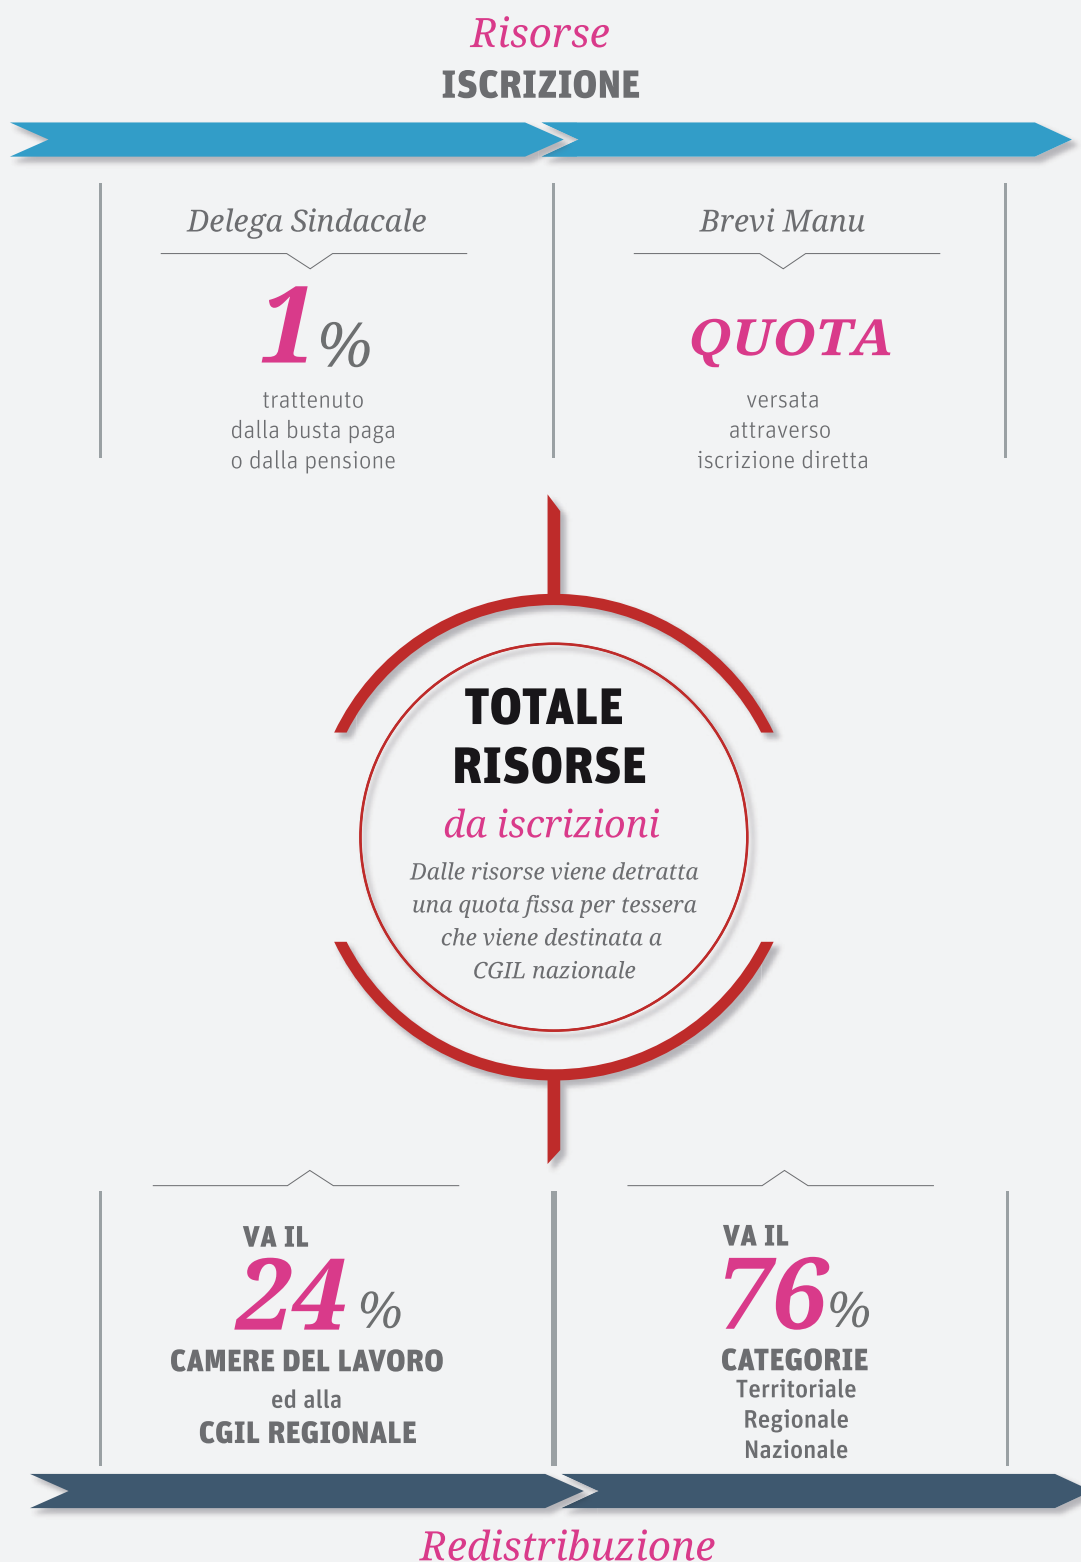 Risorse
ISCRIZIONE
Delega Sindacale
1%
trattenuto
dalla busta paga
o dalla pensione
Brevi Manu
QUOTA
versata
attraverso
iscrizione diretta
TOTALE
RISORSE
da iscrizioni
Dalle risorse viene detratta
una quota fissa per tessera
che viene destinata a
CGIL nazionale
VA IL
24 %
CAMERE DEL LAVORO
ed alla
CGIL REGIONALE
VA IL
76%
CATEGORIE
Territoriale
Regionale
Nazionale
Redistribuzione